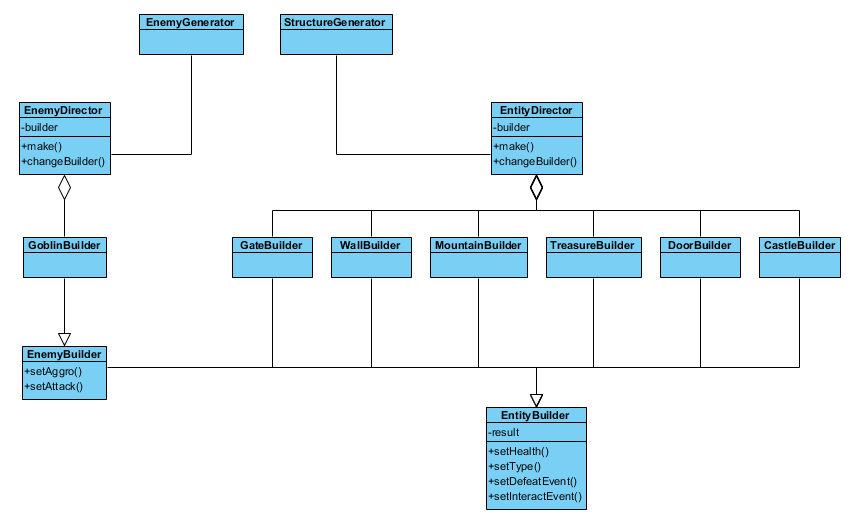 EnemyGenerator
StructureGenerator
EnemyDirector
-builder
+make()
+changeBuilder()
EntityDirector
-builder
+make()
+changeBuilder()
GoblinBuilder
GateBuilder
WallBuilder
MountainBuilder
TreasureBuilder
DoorBuilder
CastleBuilder
EnemyBuilder
+setAggro()
+setAttack()
EntityBuilder
-result
+setHealth()
+setType()
+setDefeatEvent()
+setInteractEvent()